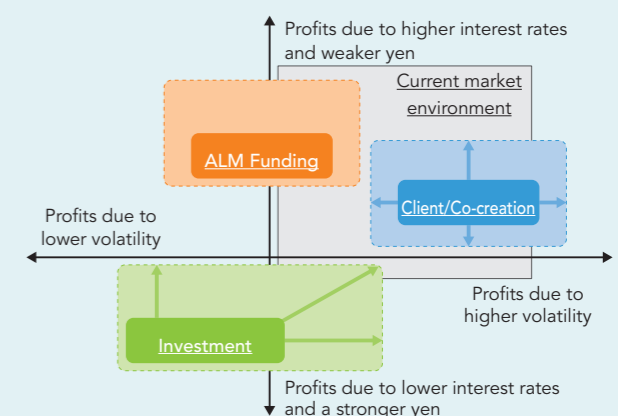 Profits due to higher interest rates
and weaker yen
Current market
environment
ALM Funding
Client/Co-creation
Profits due to
lower volatility
Profits due to
higher volatility
Investment
Profits due to lower interest rates
and a stronger yen